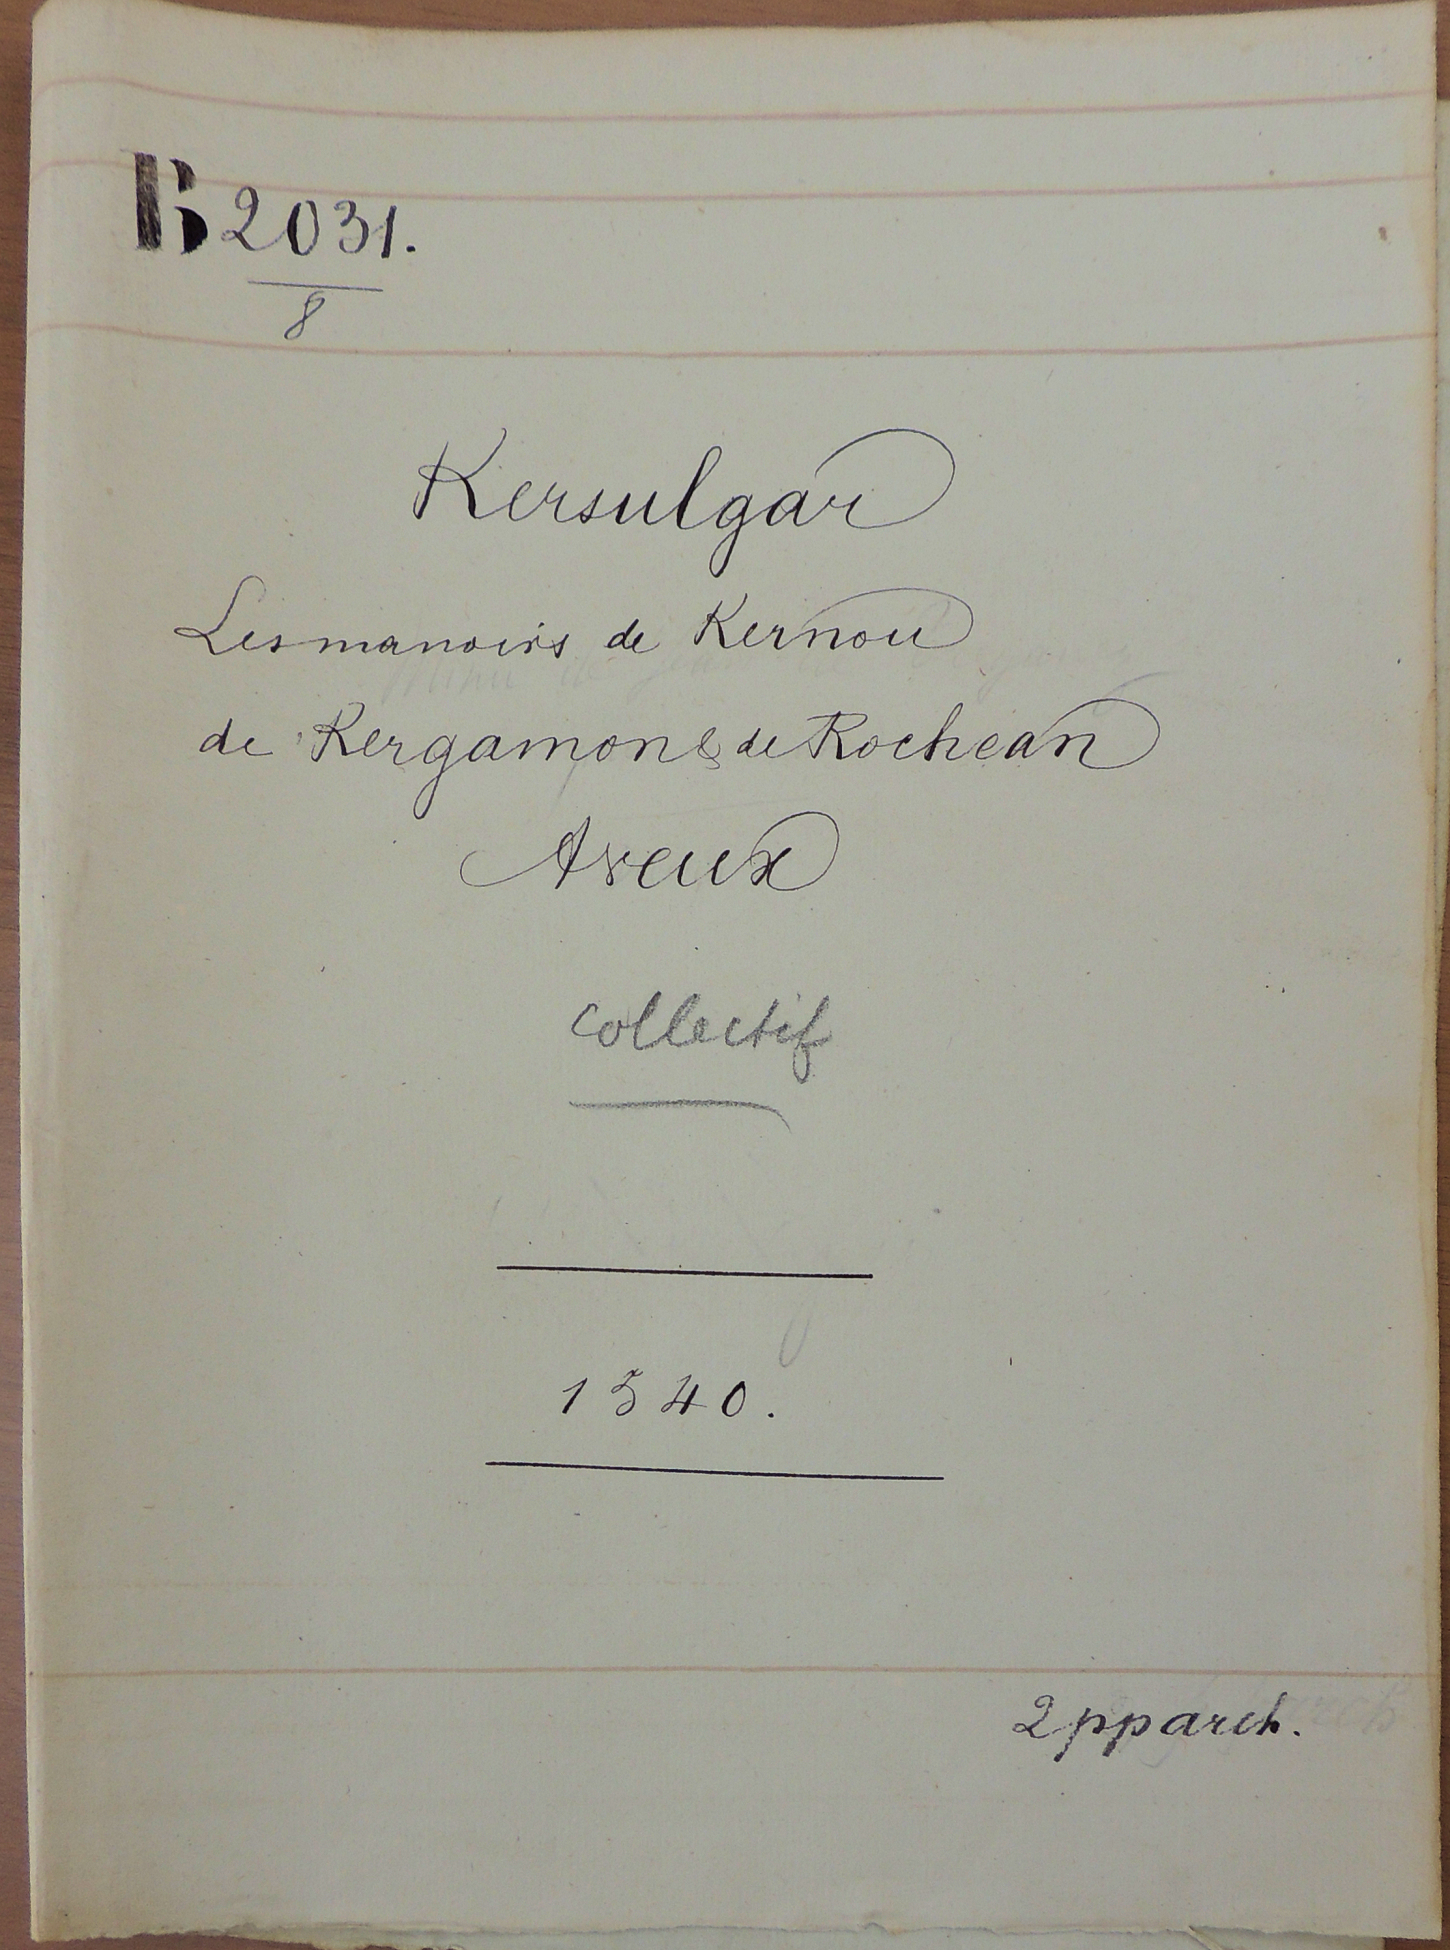 B 2031.
8
Kersulgar
Les manoirs de Kernou
de Kergamon & de Rochean
Aveux
collectif
1540.
2 pp arch.